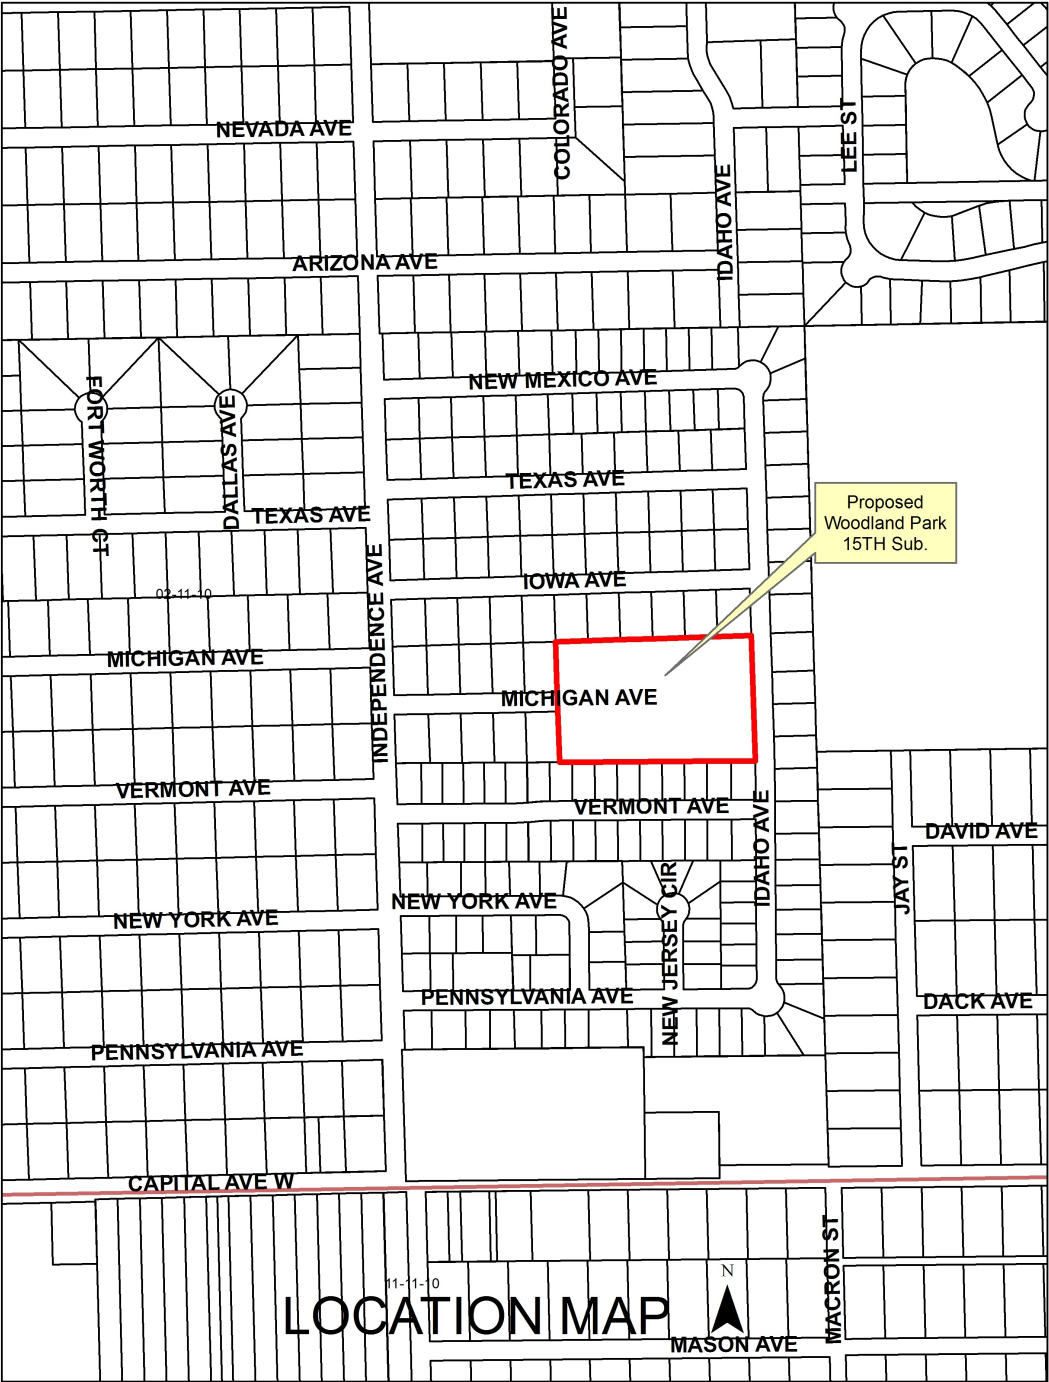 COLORADO AVE
NEVADA AVE
LEE ST
IDAHO AVE
ARIZONA AVE
NEW MEXICO AVE
FORT WORTH CT
DALLAS AVE
TEXAS AVE
TEXAS AVE
Proposed
Woodland Park
15TH Sub.
INDEPENDENCE AVE
IOWA AVE
02-11-10
MICHIGAN AVE
MICHIGAN AVE
VERMONT AVE
VERMONT AVE
IDAHO AVE
DAVID AVE
JAY ST
NEW YORK AVE
NEW YORK AVE
NEW JERSEY CIR
PENNSYLVANIA AVE
DACK AVE
PENNSYLVANIA AVE
CAPITAL AVE W
MACRON ST
11-11-10
N
LOCATION MAP
MASON AVE